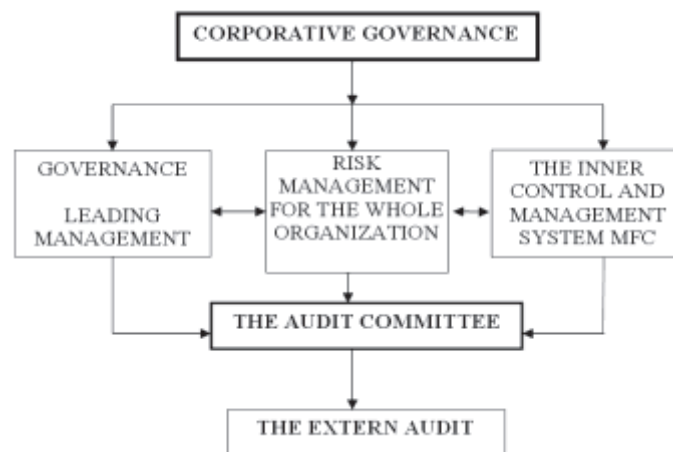 CORPORATIVE GOVERNANCE
GOVERNANCE
LEADING
MANAGEMENT
RISK
MANAGEMENT
FOR THE WHOLE
ORGANIZATION
THE INNER
CONTROL AND
MANAGEMENT
SYSTEM MFC
THE AUDIT COMMITTEE
THE EXTERN AUDIT